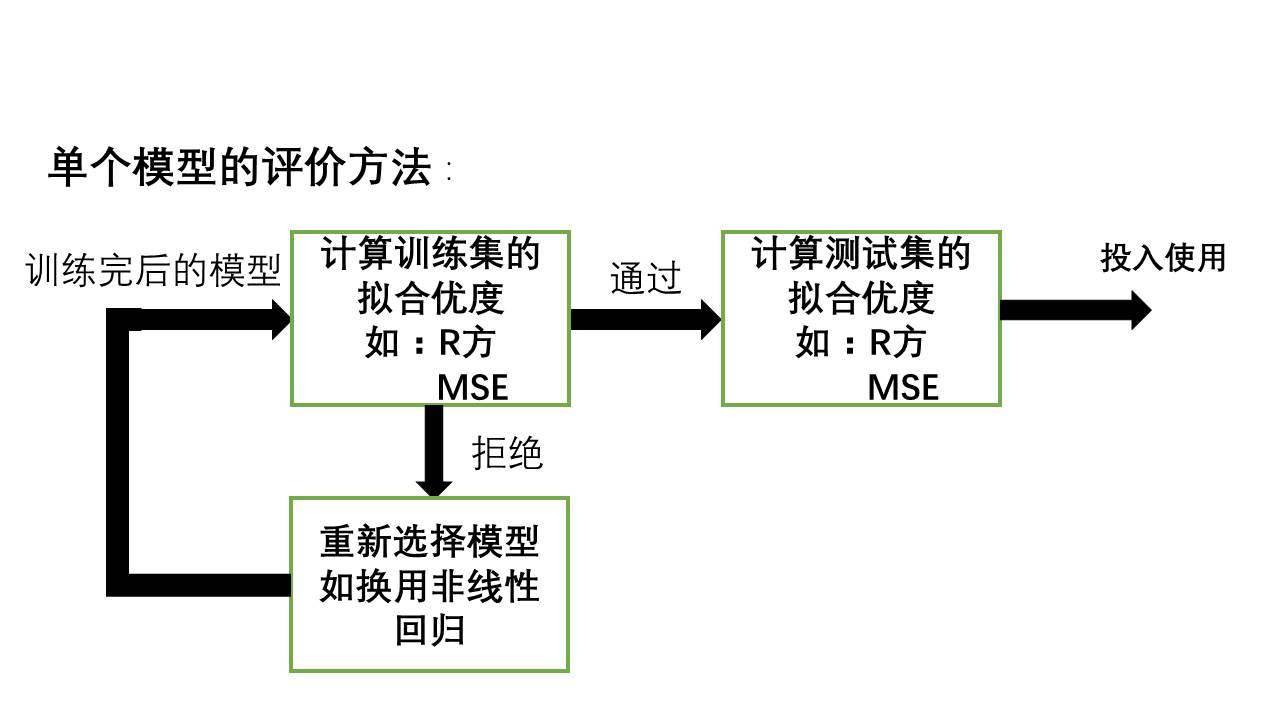 单个模型的评价方法：
训练完后的模型
计算训练集的
拟合优度
如：R方
MSE
通过
计算测试集的
拟合优度
如：R方
MSE
投入使用
拒绝
重新选择模型
如换用非线性
回归